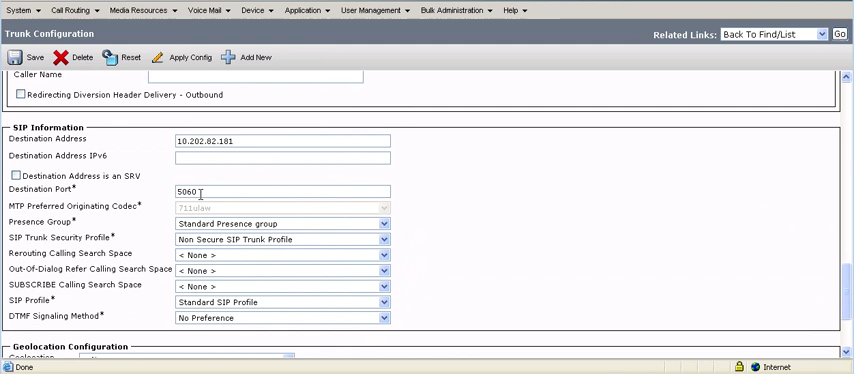 System Call Routing Media Resources Voice Mail Device Application User Management Bulk Administration Help
Trunk Configuration Related Links: Back To Find/List Go
Save Delete Reset Apply Config Add New
Caller Name
Redirecting Diversion Header Delivery - Outbound
SIP Information
Destination Address 10.202.82.181
Destination Address IPv6
Destination Address is an SRV
Destination Port* 5060
MTP Preferred Originating Codec* 711ulaw
Presence Group* Standard Presence group
SIP Trunk Security Profile* Non Secure SIP Trunk Profile
Rerouting Calling Search Space < None >
Out-Of-Dialog Refer Calling Search Space < None >
SUBSCRIBE Calling Search Space < None >
SIP Profile* Standard SIP Profile
DTMF Signaling Method* No Preference
Geolocation Configuration
Geolocation
Done Internet